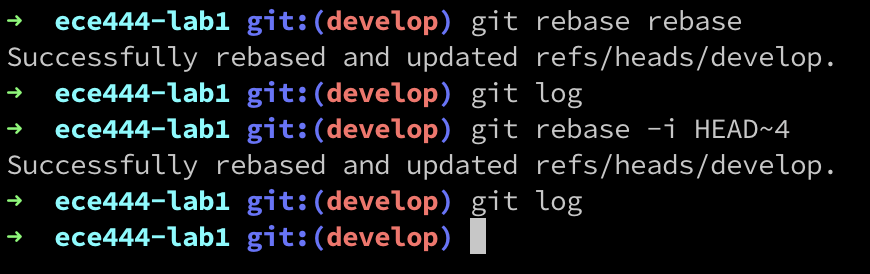 ➜  ece444-lab1 git:(develop) git rebase rebase
Successfully rebased and updated refs/heads/develop.
➜  ece444-lab1 git:(develop) git log
➜  ece444-lab1 git:(develop) git rebase -i HEAD~4
Successfully rebased and updated refs/heads/develop.
➜  ece444-lab1 git:(develop) git log
➜  ece444-lab1 git:(develop)